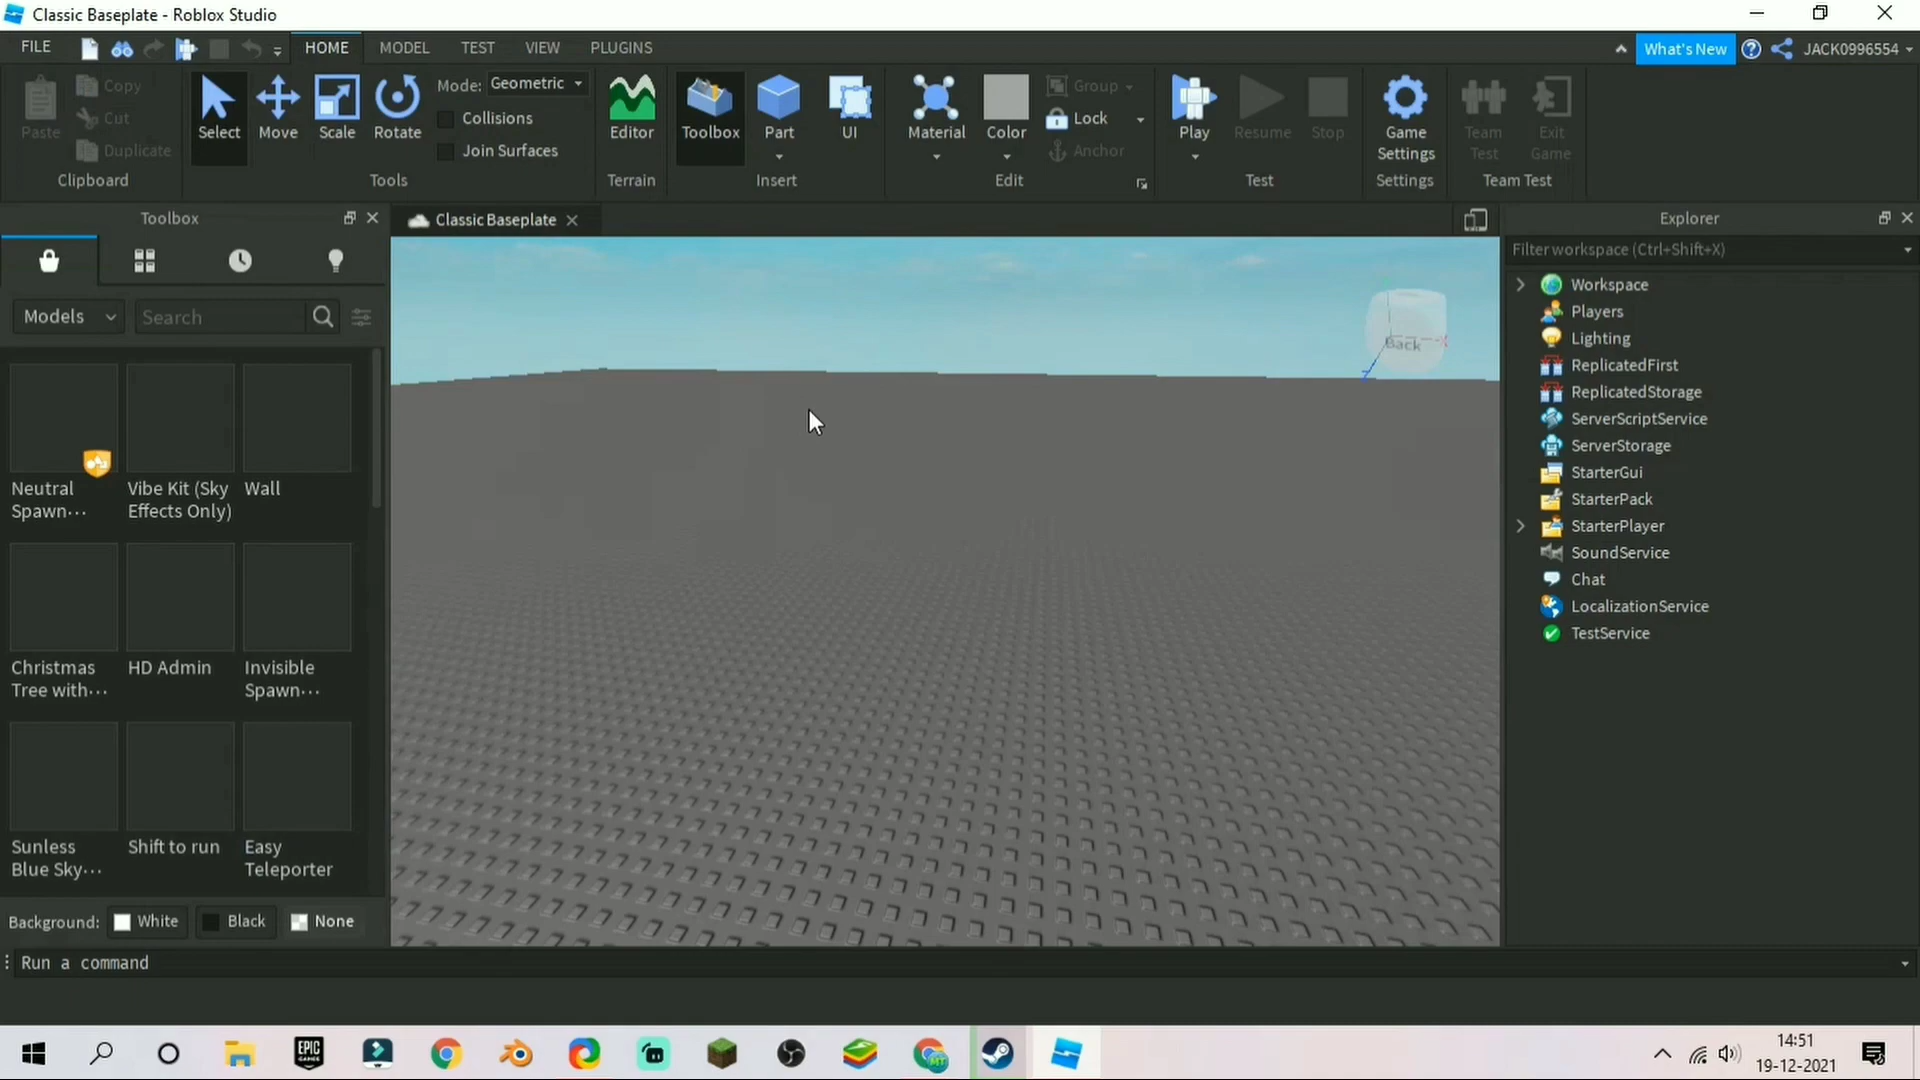 Classic Baseplate - Roblox Studio
FILE
HOME
MODEL
TEST
VIEW
PLUGINS
What's New
JACK0996554
Paste
Copy
Cut
Duplicate
Clipboard
Select
Move
Scale
Rotate
Mode: Geometric
Collisions
Join Surfaces
Tools
Editor
Terrain
Toolbox
Part
UI
Insert
Material
Color
Group
Lock
Anchor
Edit
Play
Resume
Stop
Test
Game
Settings
Settings
Team
Test
Exit
Game
Team Test
Toolbox
Classic Baseplate
Explorer
Filter workspace (Ctrl+Shift+X)
Models
Search
Neutral
Spawn...
Vibe Kit (Sky
Effects Only)
Wall
Christmas
Tree with...
HD Admin
Invisible
Spawn...
Sunless
Blue Sky...
Shift to run
Easy
Teleporter
Background: White Black None
Back
X
Z
Workspace
Players
Lighting
ReplicatedFirst
ReplicatedStorage
ServerScriptService
ServerStorage
StarterGui
StarterPack
StarterPlayer
SoundService
Chat
LocalizationService
TestService
Run a command
EPIC
GAMES
MT
14:51
19-12-2021